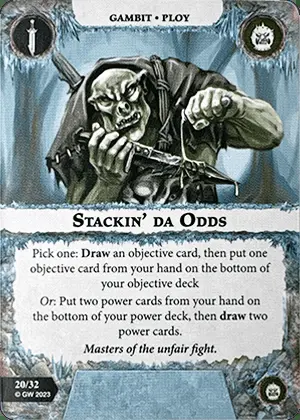 GAMBIT • PLOY
STACKIN' DA ODDS
Pick one: Draw an objective card, then put one
objective card from your hand on the bottom of
your objective deck
Or: Put two power cards from your hand on
the bottom of your power deck, then draw two
power cards.
Masters of the unfair fight.
20/32
© GW 2023